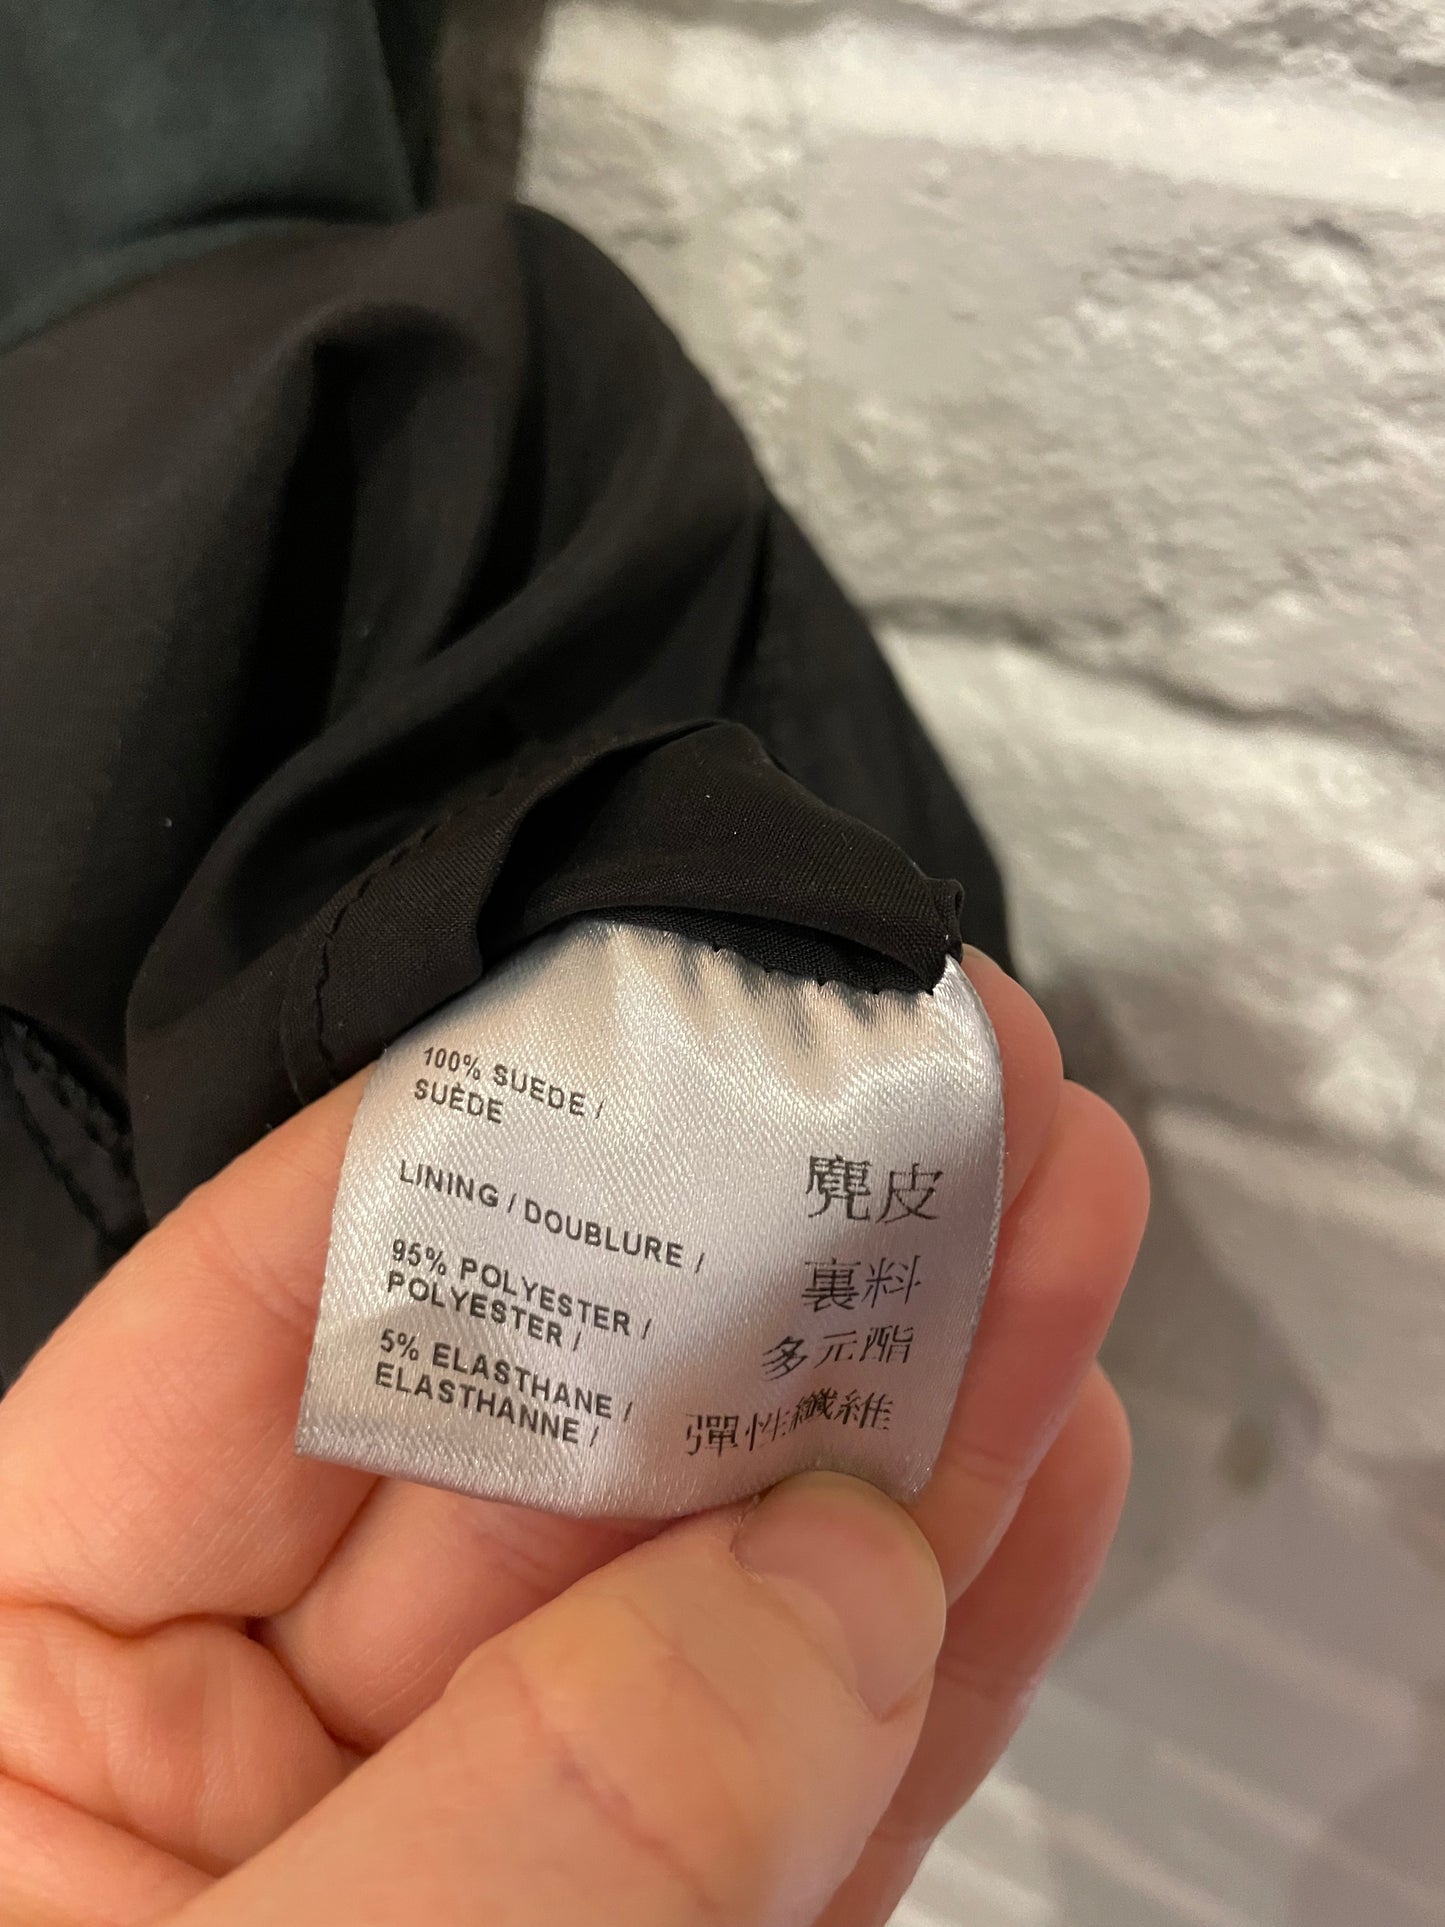 100% SUEDE /
SUÈDE
麂皮
LINING / DOUBLURE /
裏料
95% POLYESTER /
POLYESTER /
多元酯
5% ELASTHANE /
ELASTHANNE /
彈性纖維